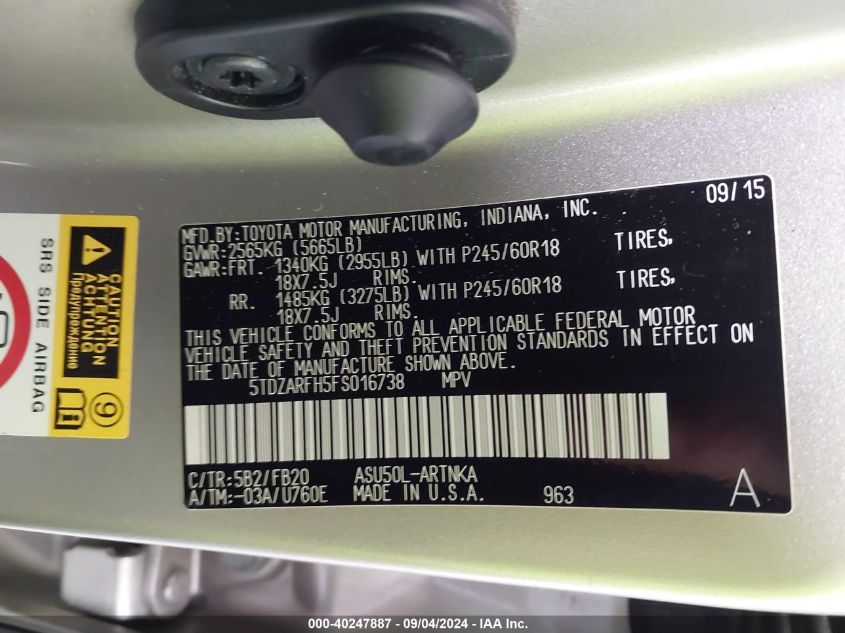 MFD.BY:TOYOTA MOTOR MANUFACTURING, INDIANA, INC. 09/15
GVWR:2565KG (5665LB)
GAWR:FRT. 1340KG (2955LB) WITH P245/60R18 TIRES,
18X7.5J RIMS.
RR. 1485KG (3275LB) WITH P245/60R18 TIRES,
18X7.5J RIMS.
THIS VEHICLE CONFORMS TO ALL APPLICABLE FEDERAL MOTOR
VEHICLE SAFETY AND THEFT PREVENTION STANDARDS IN EFFECT ON
THE DATE OF MANUFACTURE SHOWN ABOVE.
5TDZARFH5FS016738 MPV
C/TR:5B2/FB20 ASU50L-ARTNKA
A/TM:-03A/U760E MADE IN U.S.A. 963 A
SRS SIDE AIRBAG
CAUTION
ATTENTION
ACHTUNG
Предупреждение
9
000-40247887 - 09/04/2024 - IAA Inc.